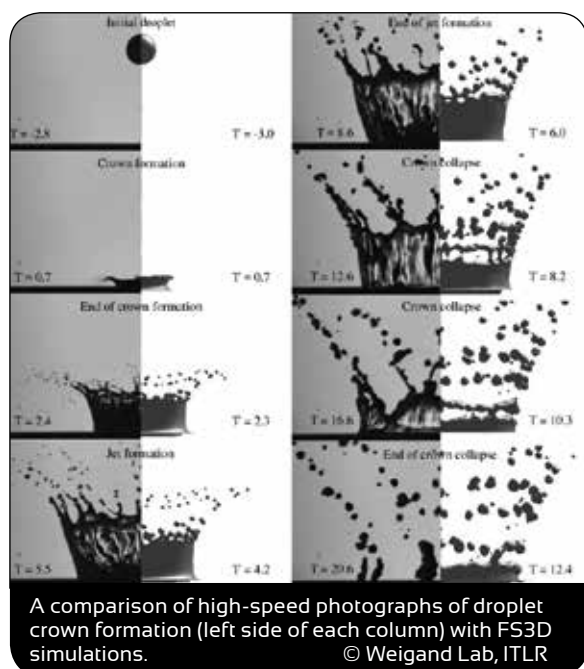 Initial droplet
T = -2.8 T = -3.0
Crown formation
T = 0.7 T = 0.7
End of crown formation
T = 2.4 T = 2.3
Jet formation
T = 5.5 T = 4.2
End of jet formation
T = 8.6 T = 6.0
Crown collapse
T = 12.6 T = 8.2
Crown collapse
T = 16.6 T = 10.3
End of crown collapse
T = 20.6 T = 12.4
A comparison of high-speed photographs of droplet
crown formation (left side of each column) with FS3D
simulations. © Weigand Lab, ITLR